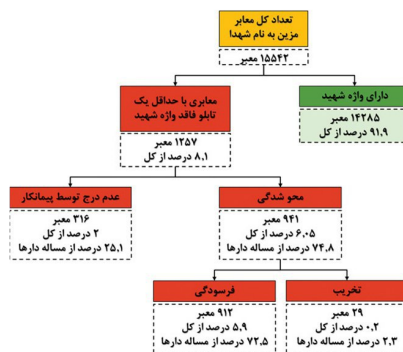 تعداد کل معابر
مزین به نام شهدا
۱۵۵۴۲ معبر
دارای واژه شهید
۱۴۲۸۵ معبر
۹۱,۹ درصد از کل
معابری با حداقل یک
تابلو فاقد واژه شهید
۱۲۵۷ معبر
۸,۱ درصد از کل
محو شدگی
۹۴۱ معبر
۶,۰۵ درصد از کل
۷۴,۸ درصد از مساله دارها
عدم درج توسط پیمانکار
۳۱۶ معبر
۲ درصد از کل
۲۵,۱ درصد از مساله دارها
تخریب
۲۹ معبر
۰,۲ درصد از کل
۲,۳ درصد از مساله دارها
فرسودگی
۹۱۲ معبر
۵,۹ درصد از کل
۷۲,۵ درصد از مساله دارها